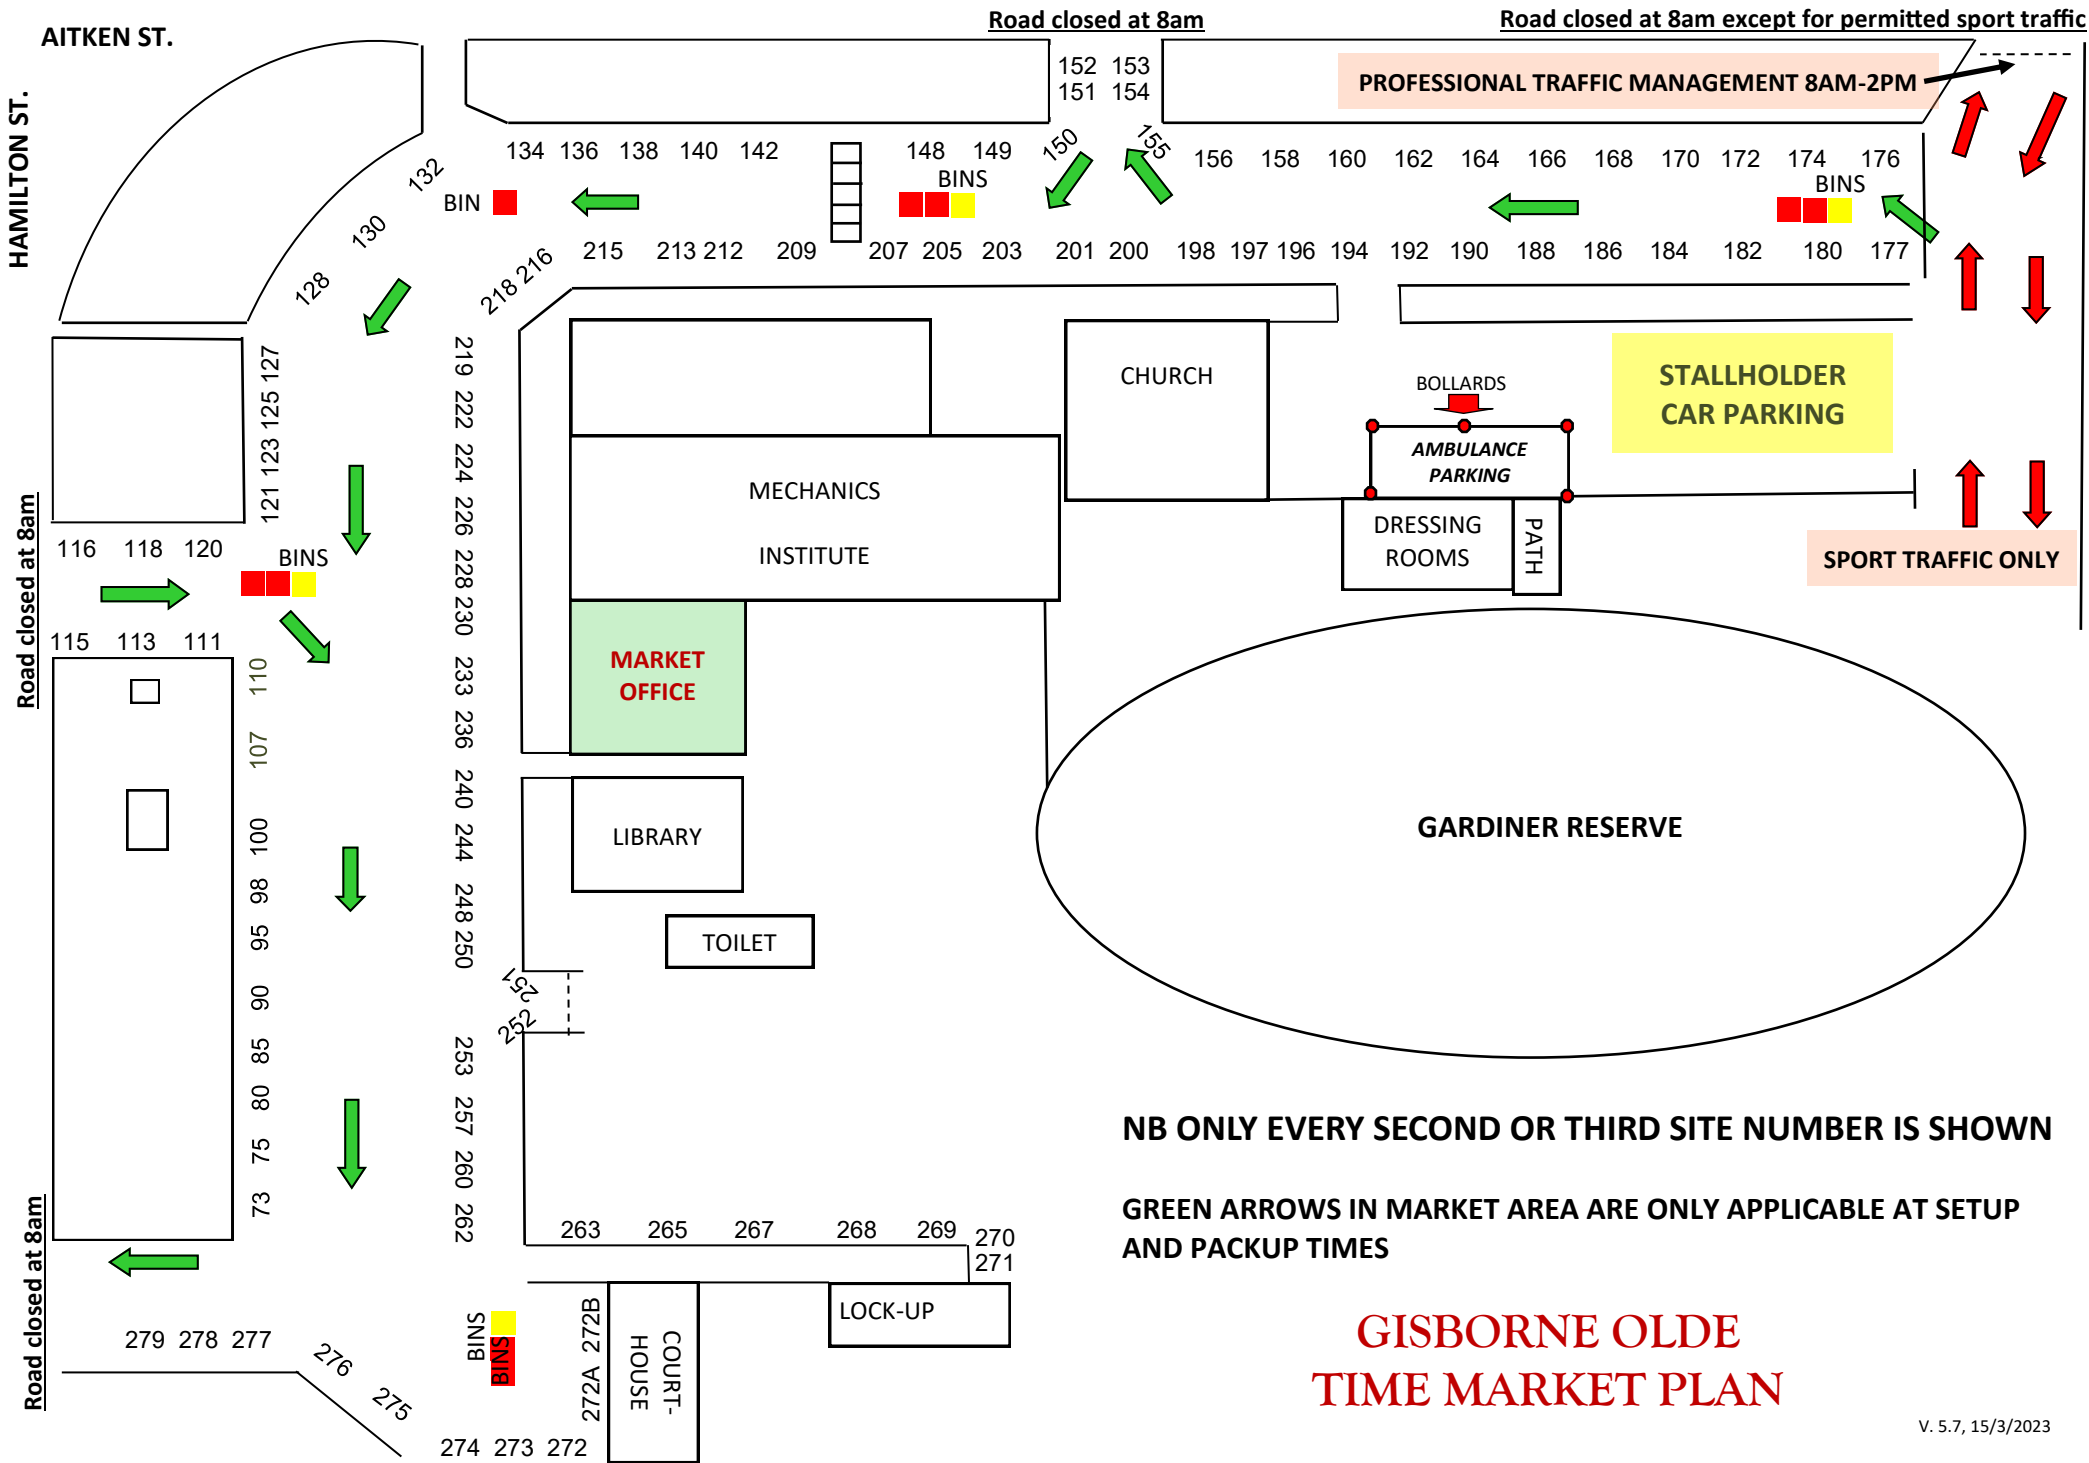 Road closed at 8am
Road closed at 8am except for permitted sport traffic
AITKEN ST.
HAMILTON ST.
PROFESSIONAL TRAFFIC MANAGEMENT 8AM-2PM
152 153
151 154
150
155
132
134 136 138 140 142
148 149
156 158 160 162 164 166 168 170 172 174 176
BIN
BINS
BINS
130
128
218 216
215 213 212 209 207 205 203 201 200 198 197 196 194 192 190 188 186 184 182 180 177
121 123 125 127
219 222 224 226 228 230 233 236 240 244 248 250
CHURCH
BOLLARDS
AMBULANCE
PARKING
STALLHOLDER
CAR PARKING
MECHANICS
INSTITUTE
DRESSING
ROOMS
PATH
SPORT TRAFFIC ONLY
Road closed at 8am
116 118 120
BINS
115 113 111
110
107
100
98
95
90
85
80
75
73
MARKET
OFFICE
LIBRARY
TOILET
GARDINER RESERVE
251
252
253 257 260 262
NB ONLY EVERY SECOND OR THIRD SITE NUMBER IS SHOWN
GREEN ARROWS IN MARKET AREA ARE ONLY APPLICABLE AT SETUP
AND PACKUP TIMES
Road closed at 8am
263 265 267 268 269 270
271
279 278 277
276
275
BINS
BINS
272A 272B
COURT-
HOUSE
LOCK-UP
274 273 272
GISBORNE OLDE
TIME MARKET PLAN
V. 5.7, 15/3/2023